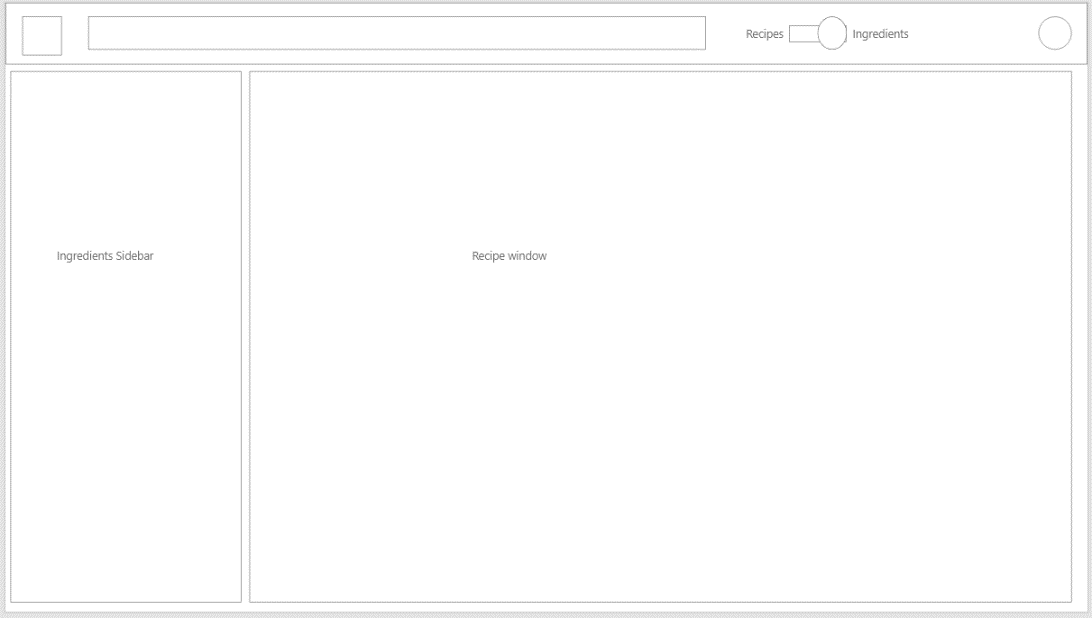 Recipes
Ingredients
Ingredients Sidebar
Recipe window